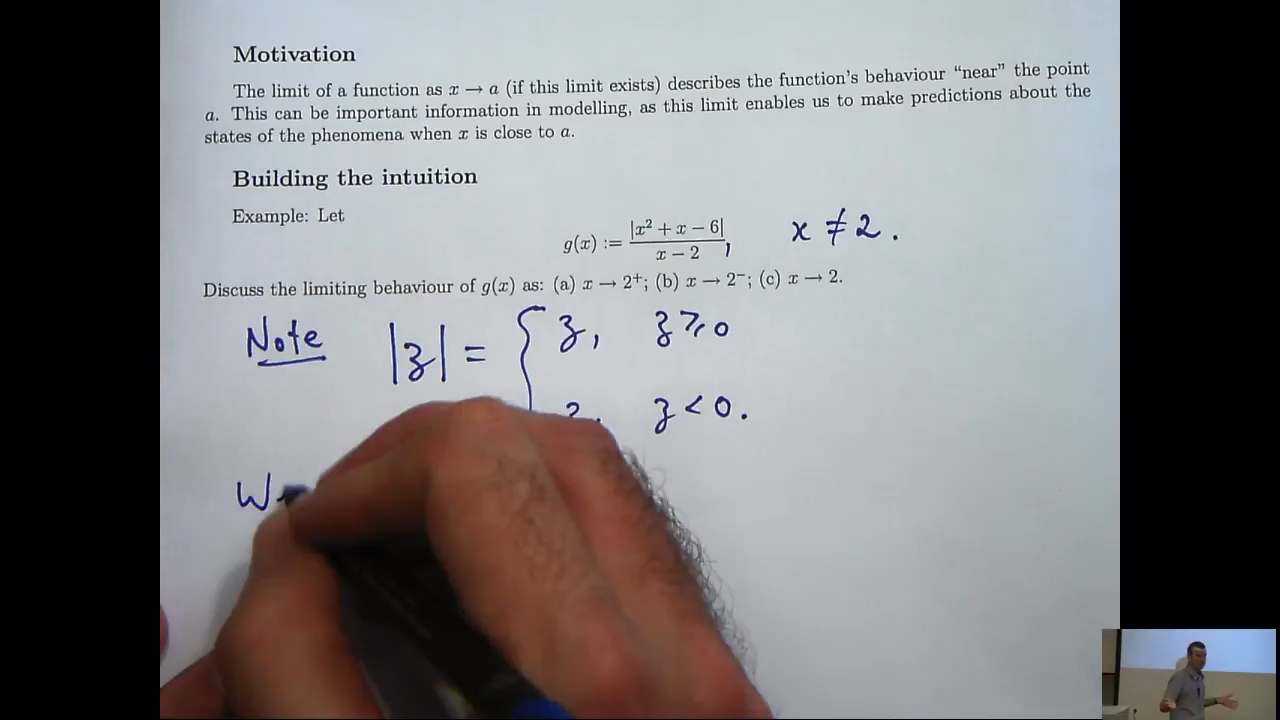 Motivation
The limit of a function as x → a (if this limit exists) describes the function's behaviour “near” the point
a. This can be important information in modelling, as this limit enables us to make predictions about the
states of the phenomena when x is close to a.
Building the intuition
Example: Let
g(x) := |x² + x − 6| / x − 2 , x ≠ 2 .
Discuss the limiting behaviour of g(x) as: (a) x → 2⁺; (b) x → 2⁻; (c) x → 2.
Note |z| = { z, z ≥ 0
z < 0.